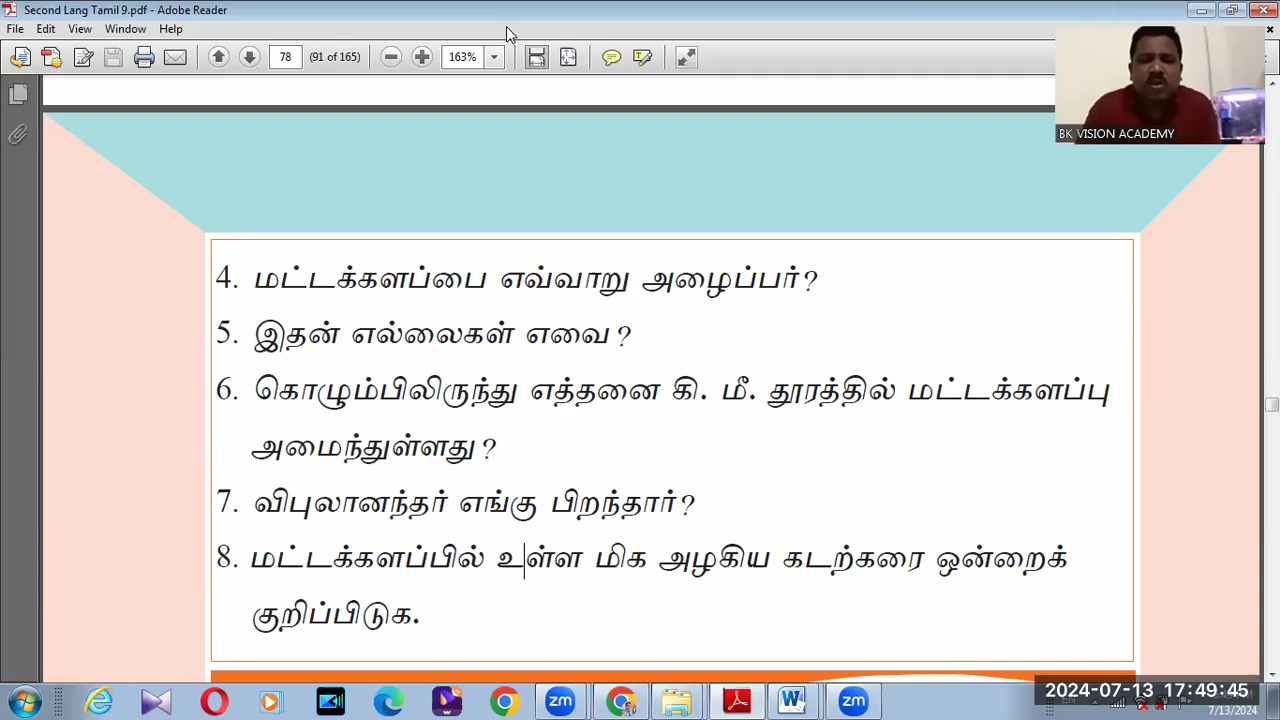 Second Lang Tamil 9.pdf - Adobe Reader
File Edit View Window Help
78 (91 of 165) 163%
BK VISION ACADEMY
4. மட்டக்களப்பை எவ்வாறு அழைப்பர்?
5. இதன் எல்லைகள் எவை?
6. கொழும்பிலிருந்து எத்தனை கி. மீ. தூரத்தில் மட்டக்களப்பு
அமைந்துள்ளது?
7. விபுலானந்தர் எங்கு பிறந்தார்?
8. மட்டக்களப்பில் உள்ள மிக அழகிய கடற்கரை ஒன்றைக்
குறிப்பிடுக.
2024-07-13 17:49:45
7/13/2024